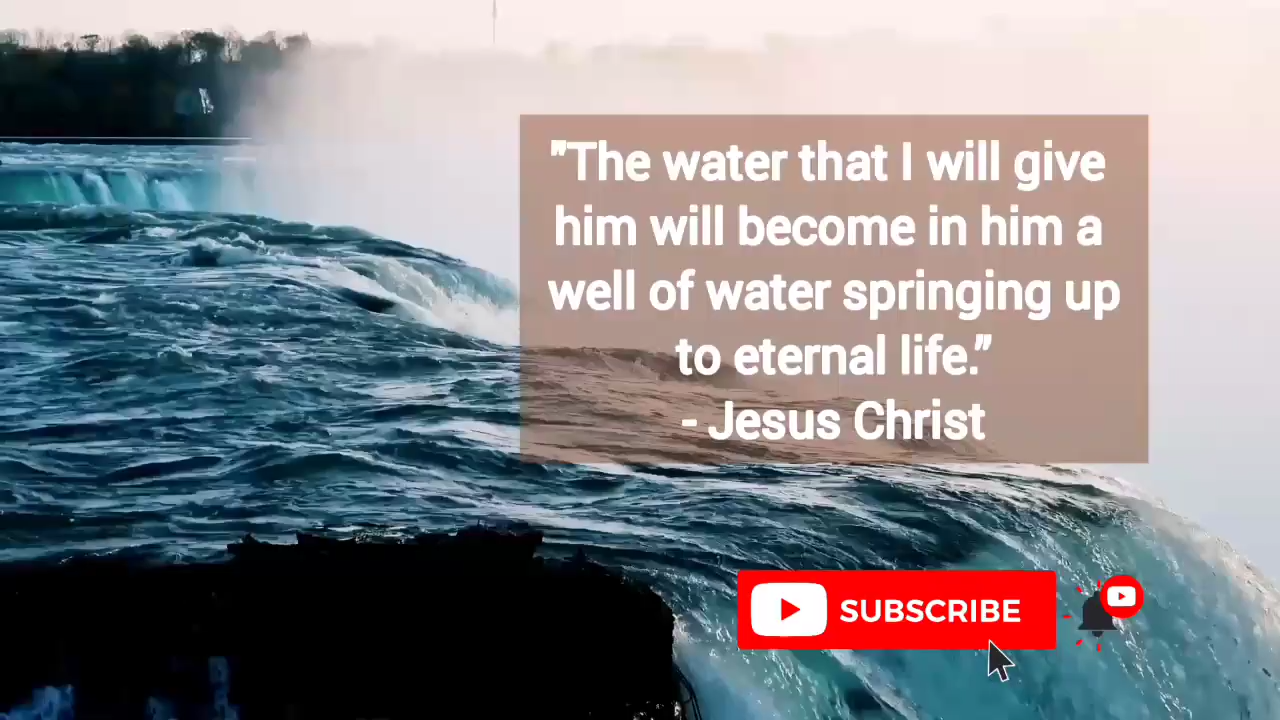 "The water that I will give
him will become in him a
well of water springing up
to eternal life.”
- Jesus Christ
SUBSCRIBE